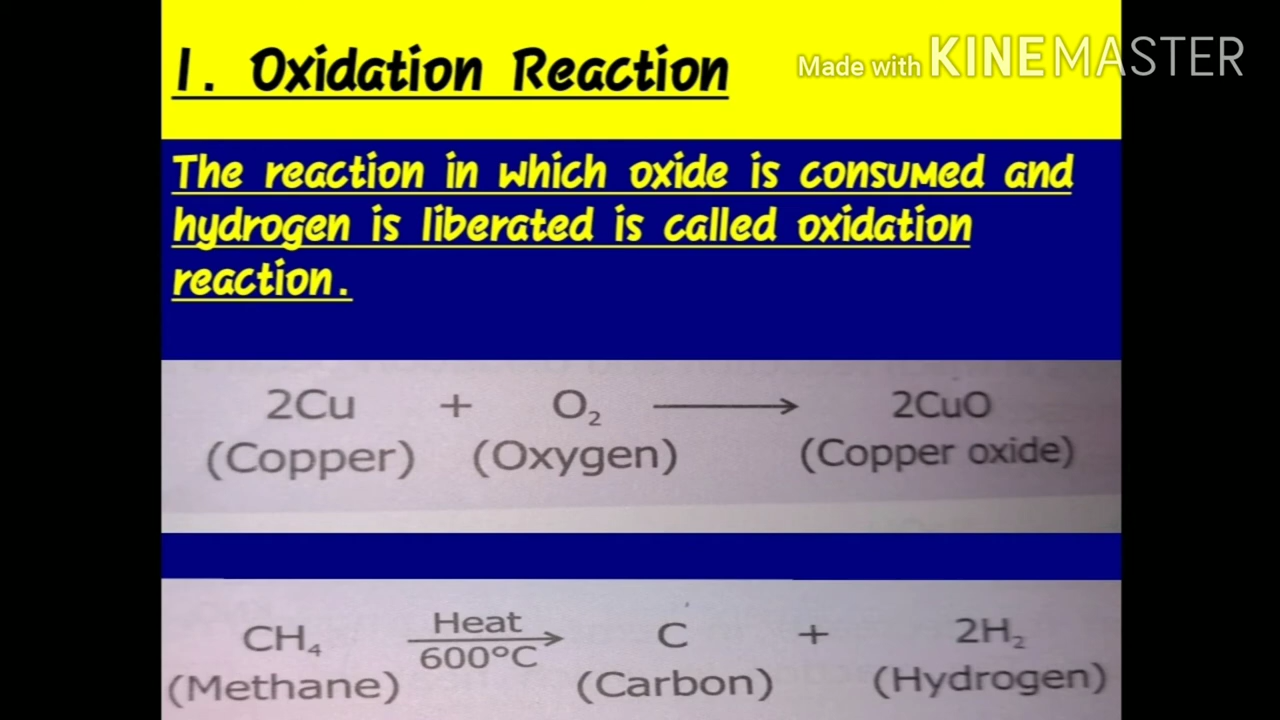 1. Oxidation Reaction
Made with KINEMASTER
The reaction in which oxide is consumed and
hydrogen is liberated is called oxidation
reaction.
2Cu + O₂ ⟶ 2CuO
(Copper) (Oxygen) (Copper oxide)
Heat
CH₄ ⟶ C + 2H₂
600°C
(Methane) (Carbon) (Hydrogen)